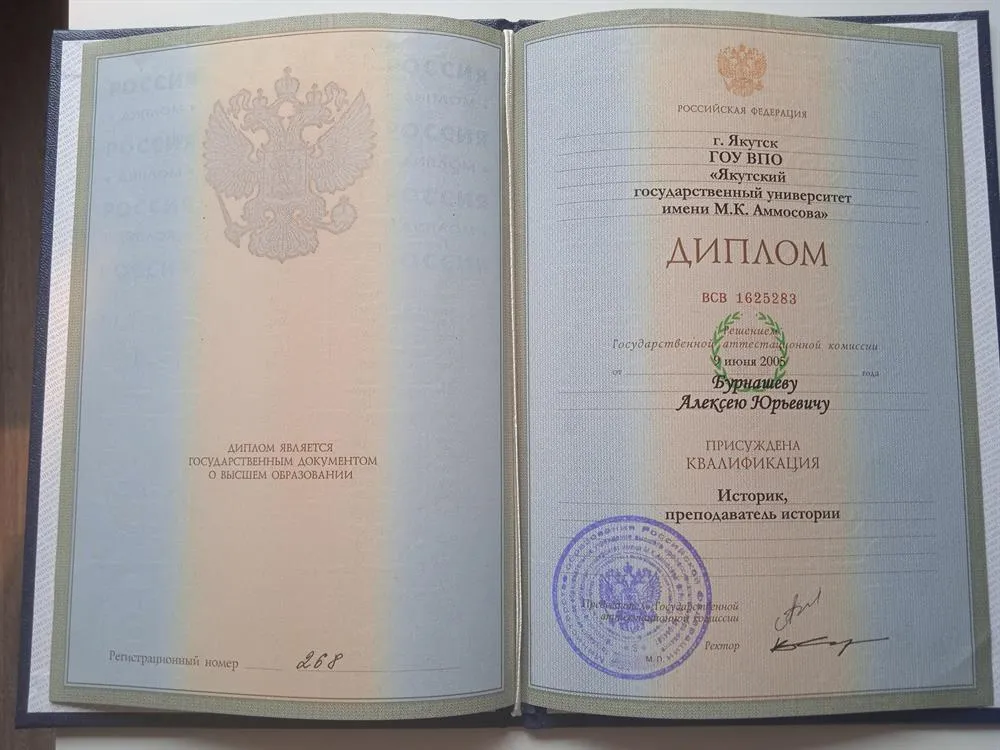 ДИПЛОМ ЯВЛЯЕТСЯ
ГОСУДАРСТВЕННЫМ ДОКУМЕНТОМ
О ВЫСШЕМ ОБРАЗОВАНИИ
Регистрационный номер 268
РОССИЙСКАЯ ФЕДЕРАЦИЯ
г. Якутск
ГОУ ВПО
«Якутский
государственный университет
имени М.К. Аммосова»
ДИПЛОМ
ВСВ 1625283
Решением
Государственной аттестационной комиссии
от 9 июня 2005 года
Бурнашеву
Алексею Юрьевичу
ПРИСУЖДЕНА
КВАЛИФИКАЦИЯ
Историк,
преподаватель истории
Председатель Государственной
аттестационной комиссии
Ректор